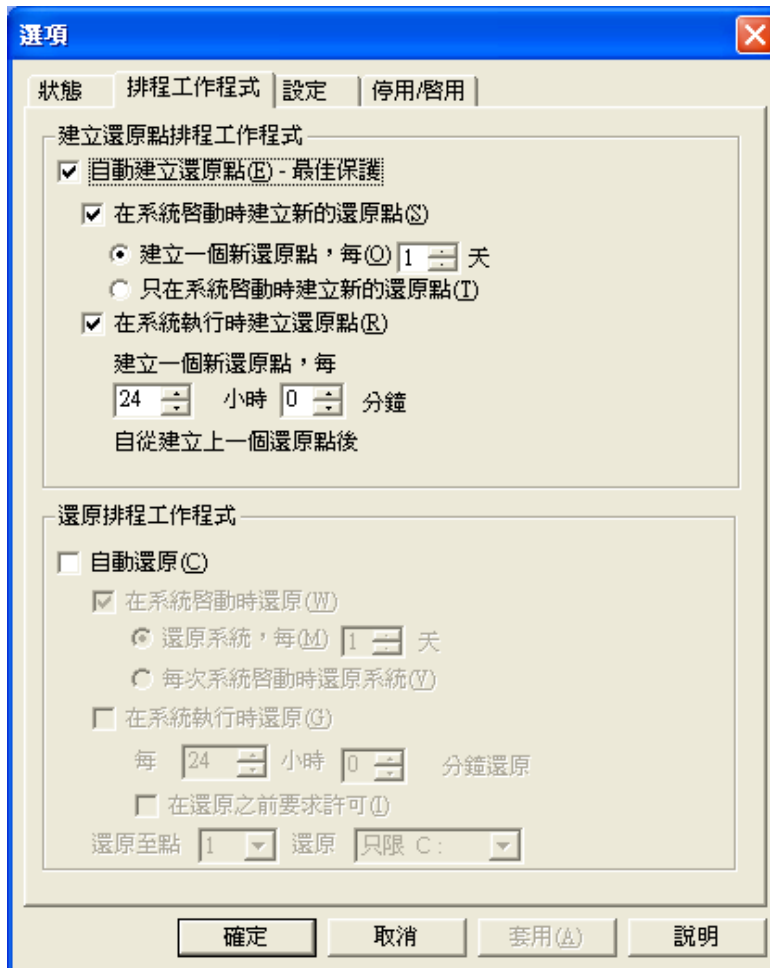 選項
狀態 排程工作程式 設定 停用/啓用
建立還原點排程工作程式
自動建立還原點(E) - 最佳保護
在系統啓動時建立新的還原點(S)
建立一個新還原點，每(O) 1 天
只在系統啓動時建立新的還原點(T)
在系統執行時建立還原點(R)
建立一個新還原點，每
24 小時 0 分鐘
自從建立上一個還原點後
還原排程工作程式
自動還原(C)
在系統啓動時還原(W)
還原系統，每(M) 1 天
每次系統啓動時還原系統(Y)
在系統執行時還原(G)
每 24 小時 0 分鐘還原
在還原之前要求許可(I)
還原至點 1 還原 只限 C:
確定 取消 套用(A) 說明